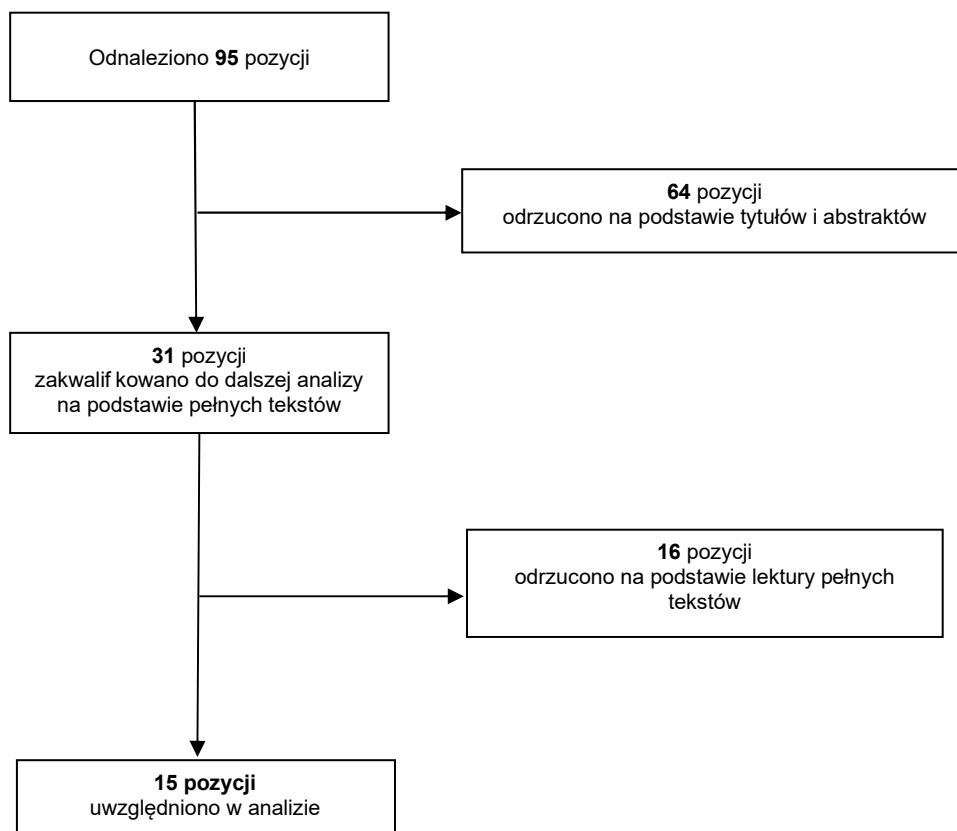 Odnaleziono 95 pozycji
64 pozycji
odrzucono na podstawie tytułów i abstraktów
31 pozycji
zakwalif kowano do dalszej analizy
na podstawie pełnych tekstów
16 pozycji
odrzucono na podstawie lektury pełnych
tekstów
15 pozycji
uwzględniono w analizie